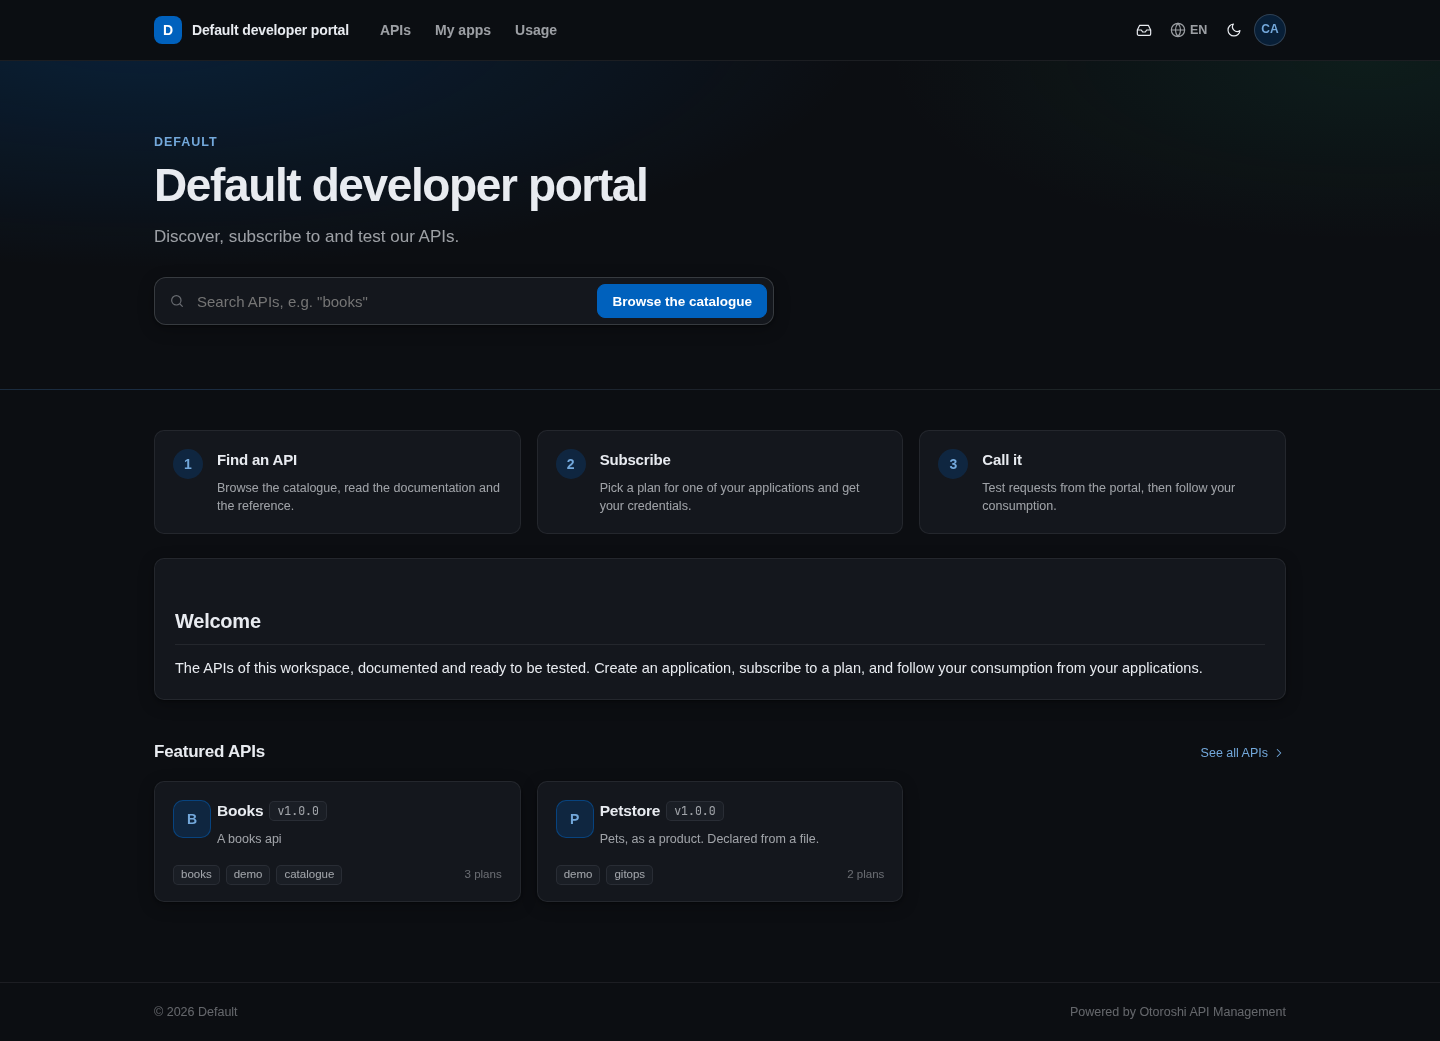 D Default developer portal APIs My apps Usage EN CA
DEFAULT
Default developer portal
Discover, subscribe to and test our APIs.
Search APIs, e.g. "books" Browse the catalogue
1 Find an API
Browse the catalogue, read the documentation and
the reference.
2 Subscribe
Pick a plan for one of your applications and get
your credentials.
3 Call it
Test requests from the portal, then follow your
consumption.
Welcome
The APIs of this workspace, documented and ready to be tested. Create an application, subscribe to a plan, and follow your consumption from your applications.
Featured APIs See all APIs
B Books v1.0.0
A books api
books demo catalogue 3 plans
P Petstore v1.0.0
Pets, as a product. Declared from a file.
demo gitops 2 plans
© 2026 Default Powered by Otoroshi API Management